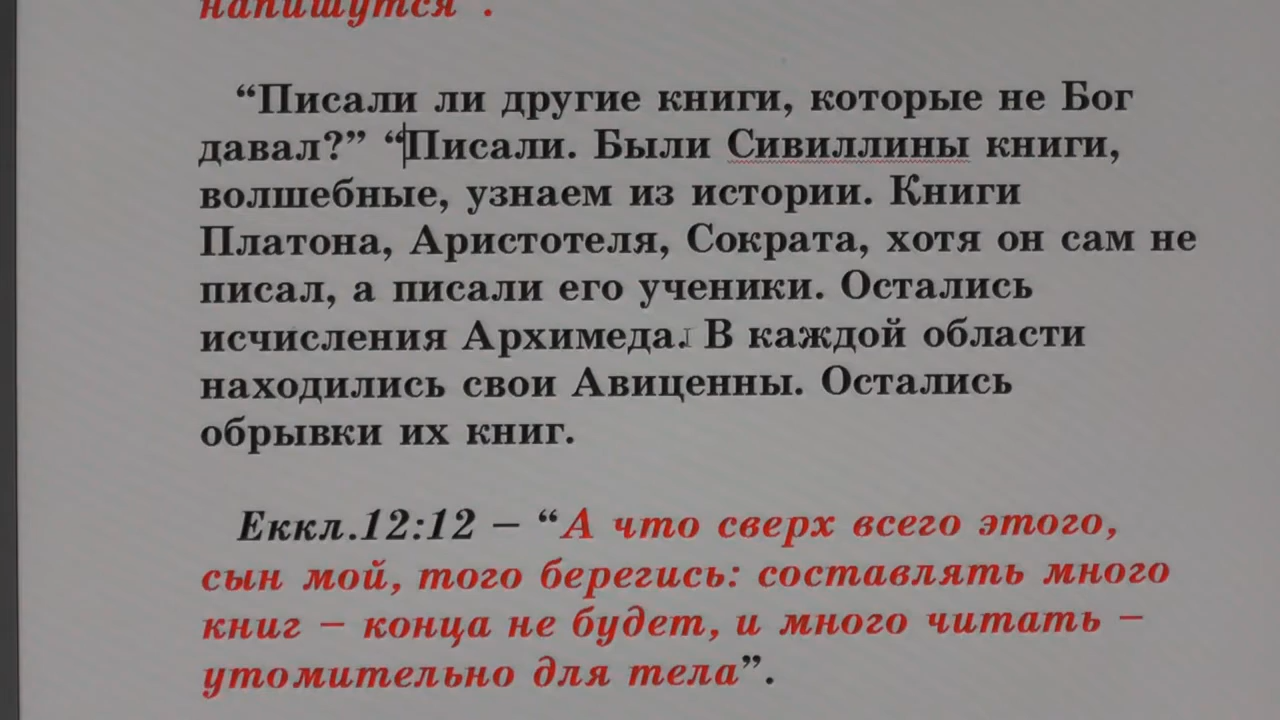 напишутся".
“Писали ли другие книги, которые не Бог
давал?” “Писали. Были Сивиллины книги,
волшебные, узнаем из истории. Книги
Платона, Аристотеля, Сократа, хотя он сам не
писал, а писали его ученики. Остались
исчисления Архимеда. В каждой области
находились свои Авиценны. Остались
обрывки их книг.
Еккл.12:12 – “А что сверх всего этого,
сын мой, того берегись: составлять много
книг – конца не будет, и много читать –
утомительно для тела”.